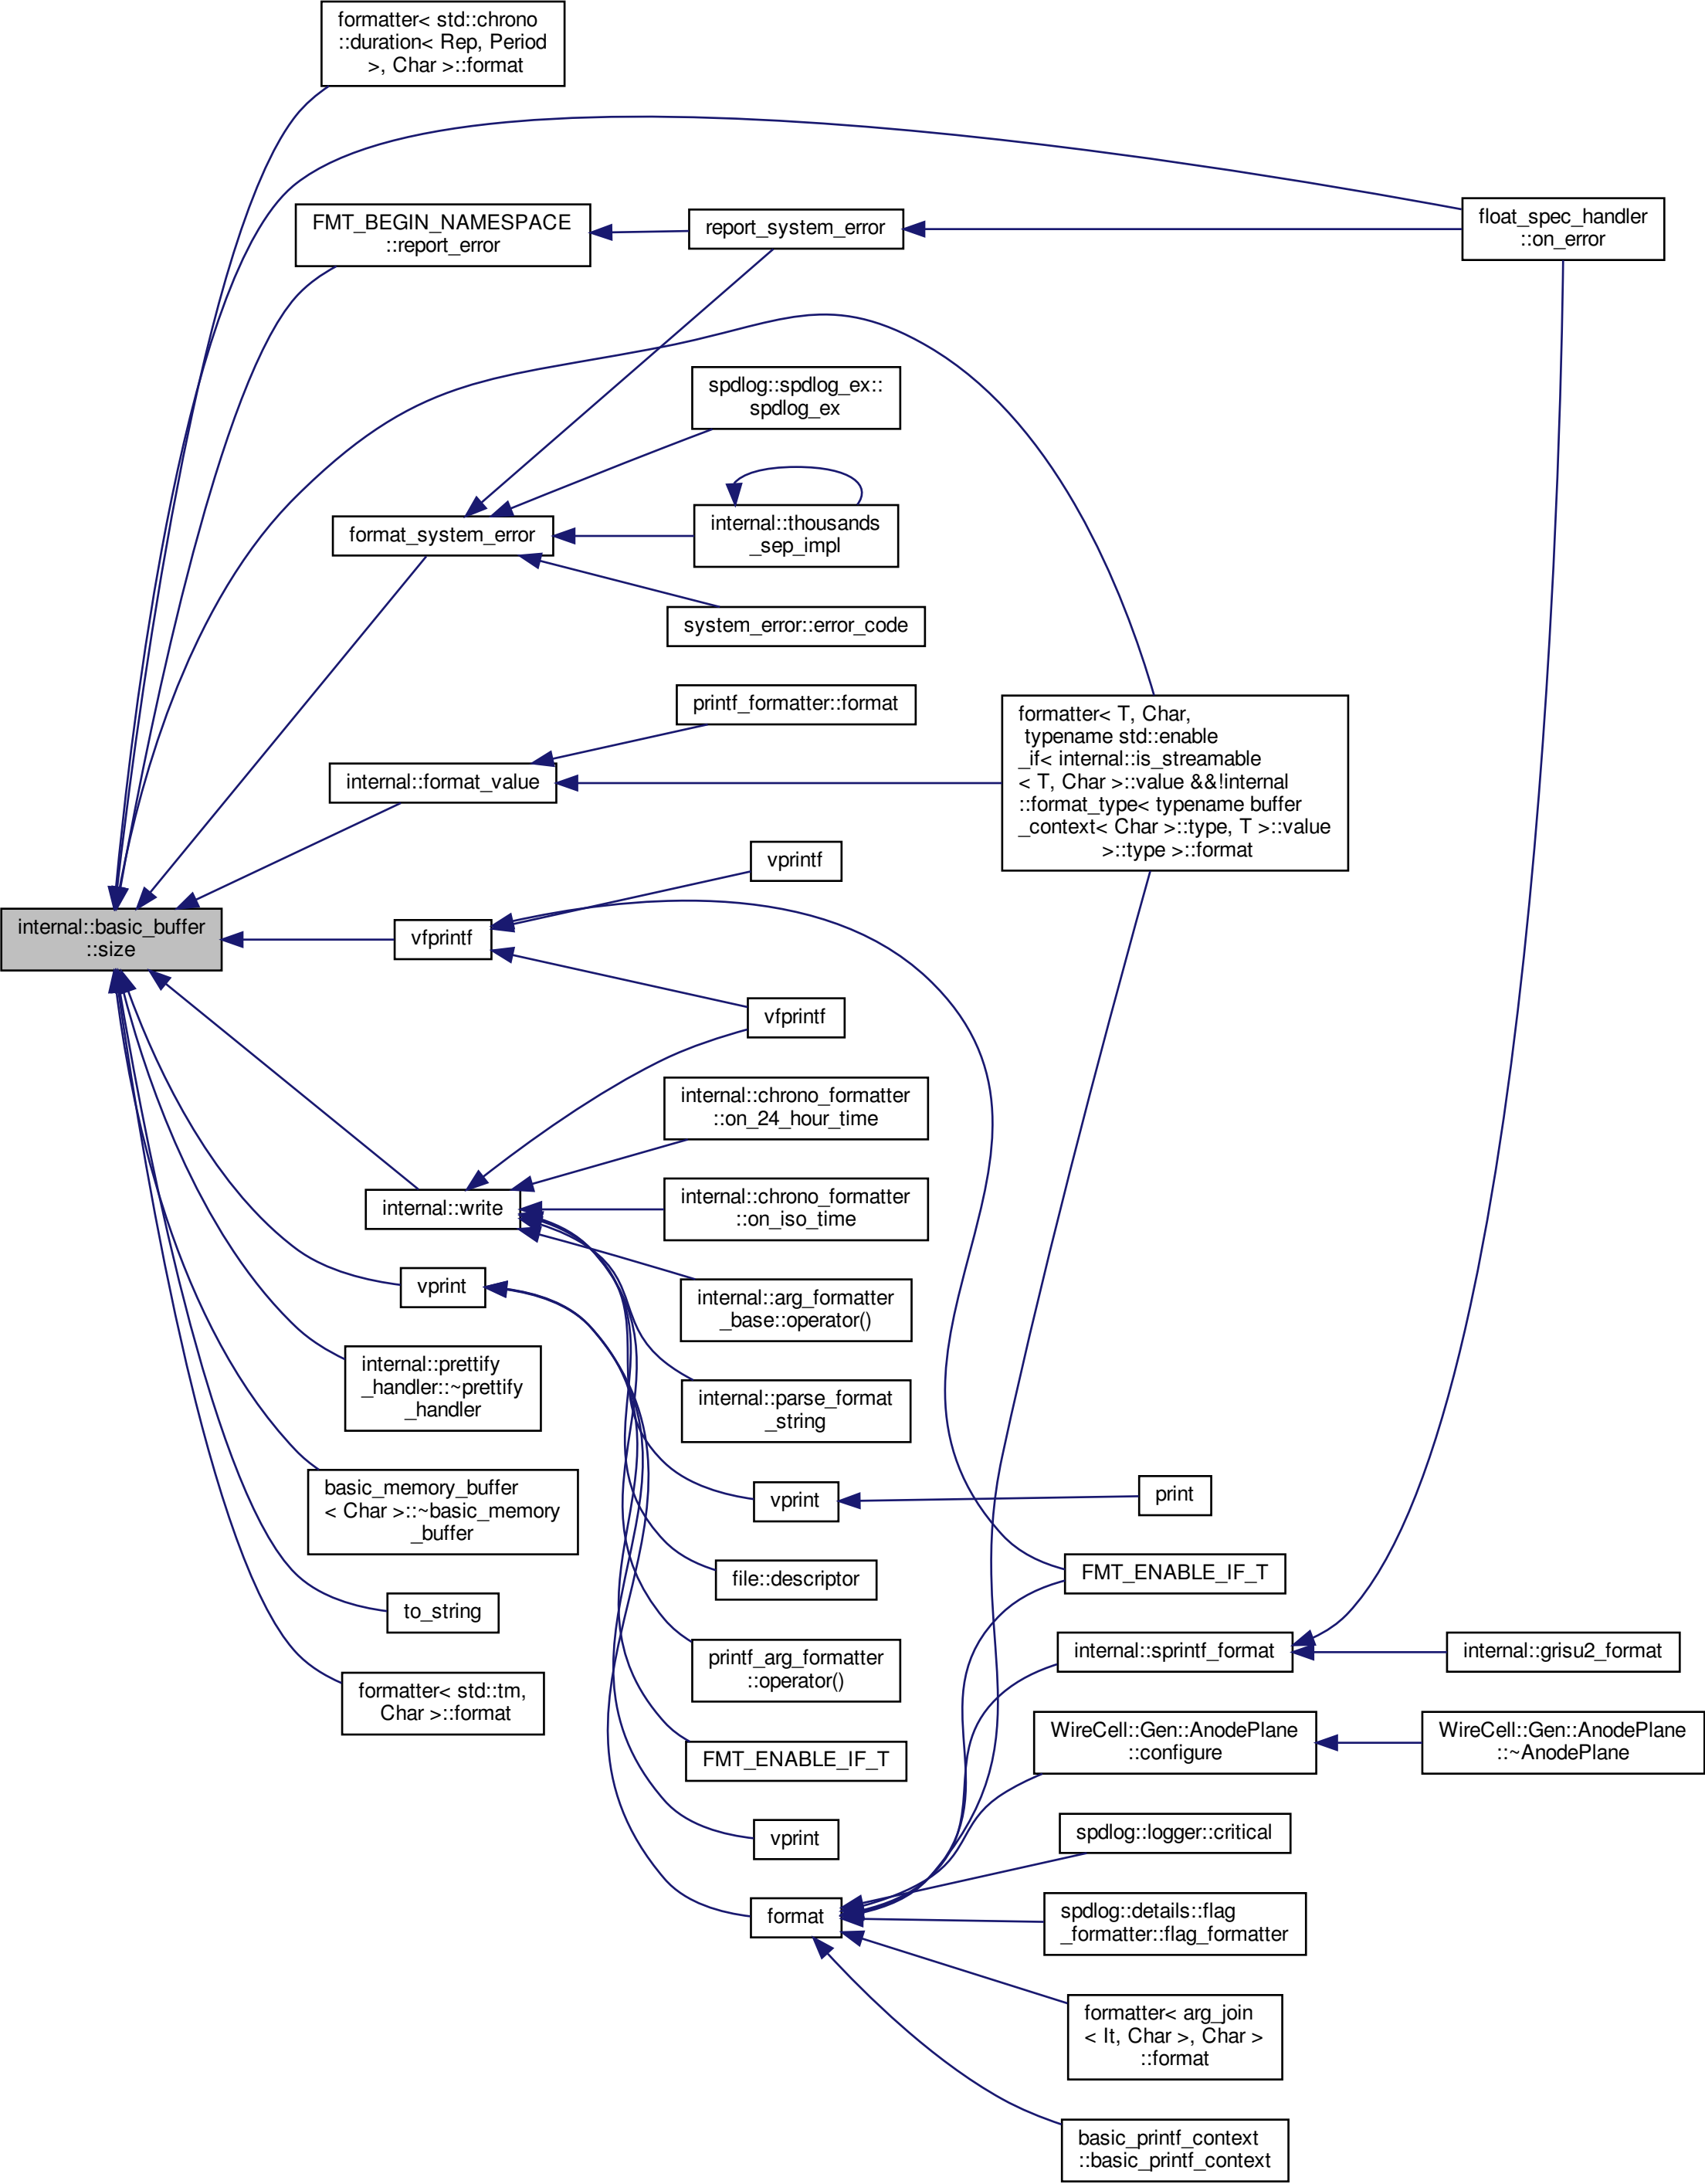 formatter< std::chrono
::duration< Rep, Period
>, Char >::format
FMT_BEGIN_NAMESPACE
::report_error
report_system_error
float_spec_handler
::on_error
spdlog::spdlog_ex::
spdlog_ex
format_system_error
internal::thousands
_sep_impl
system_error::error_code
printf_formatter::format
internal::format_value
formatter< T, Char,
typename std::enable
_if< internal::is_streamable
< T, Char >::value &&!internal
::format_type< typename buffer
_context< Char >::type, T >::value
>::type >::format
vprintf
internal::basic_buffer
::size
vfprintf
vfprintf
internal::chrono_formatter
::on_24_hour_time
internal::write
internal::chrono_formatter
::on_iso_time
vprint
internal::arg_formatter
_base::operator()
internal::prettify
_handler::~prettify
_handler
internal::parse_format
_string
basic_memory_buffer
< Char >::~basic_memory
_buffer
vprint
print
file::descriptor
FMT_ENABLE_IF_T
to_string
printf_arg_formatter
::operator()
internal::sprintf_format
internal::grisu2_format
formatter< std::tm,
Char >::format
FMT_ENABLE_IF_T
WireCell::Gen::AnodePlane
::configure
WireCell::Gen::AnodePlane
::~AnodePlane
vprint
spdlog::logger::critical
format
spdlog::details::flag
_formatter::flag_formatter
formatter< arg_join
< It, Char >, Char >
::format
basic_printf_context
::basic_printf_context